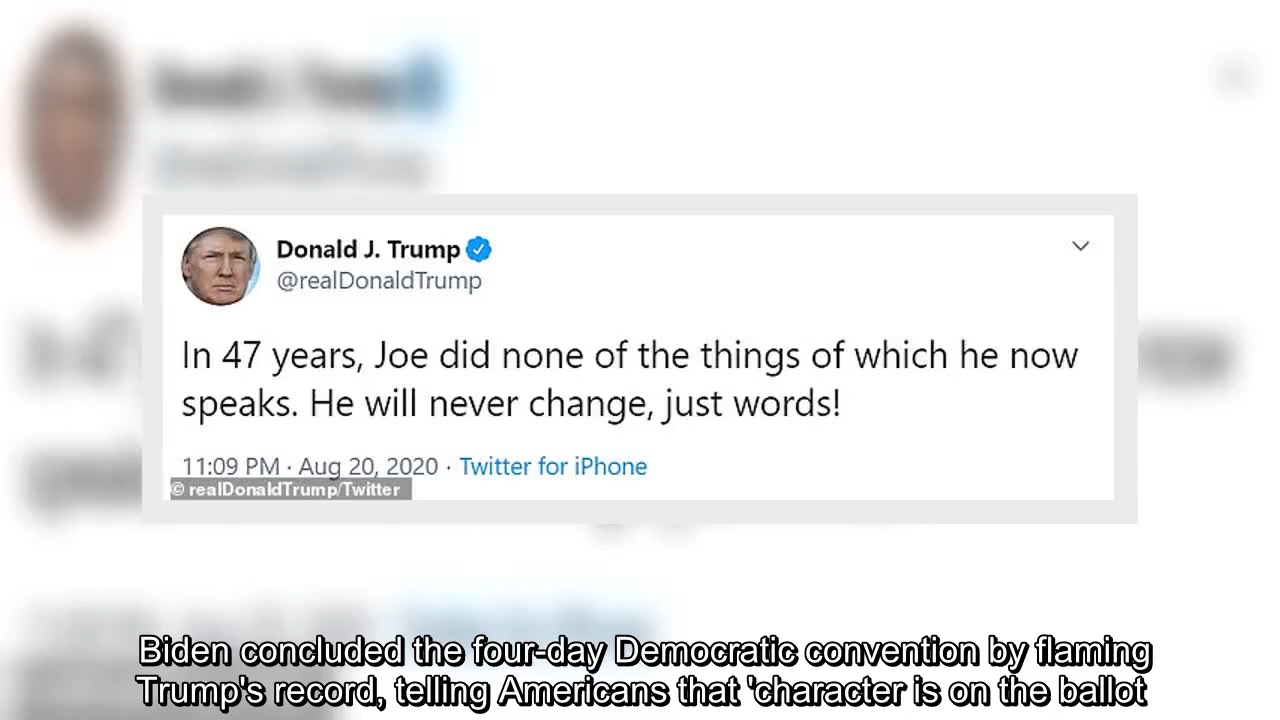 Donald J. Trump
@realDonaldTrump
In 47 years, Joe did none of the things of which he now
speaks. He will never change, just words!
11:09 PM · Aug 20, 2020 · Twitter for iPhone
© realDonaldTrump/Twitter
Biden concluded the four-day Democratic convention by flaming
Trump's record, telling Americans that 'character is on the ballot